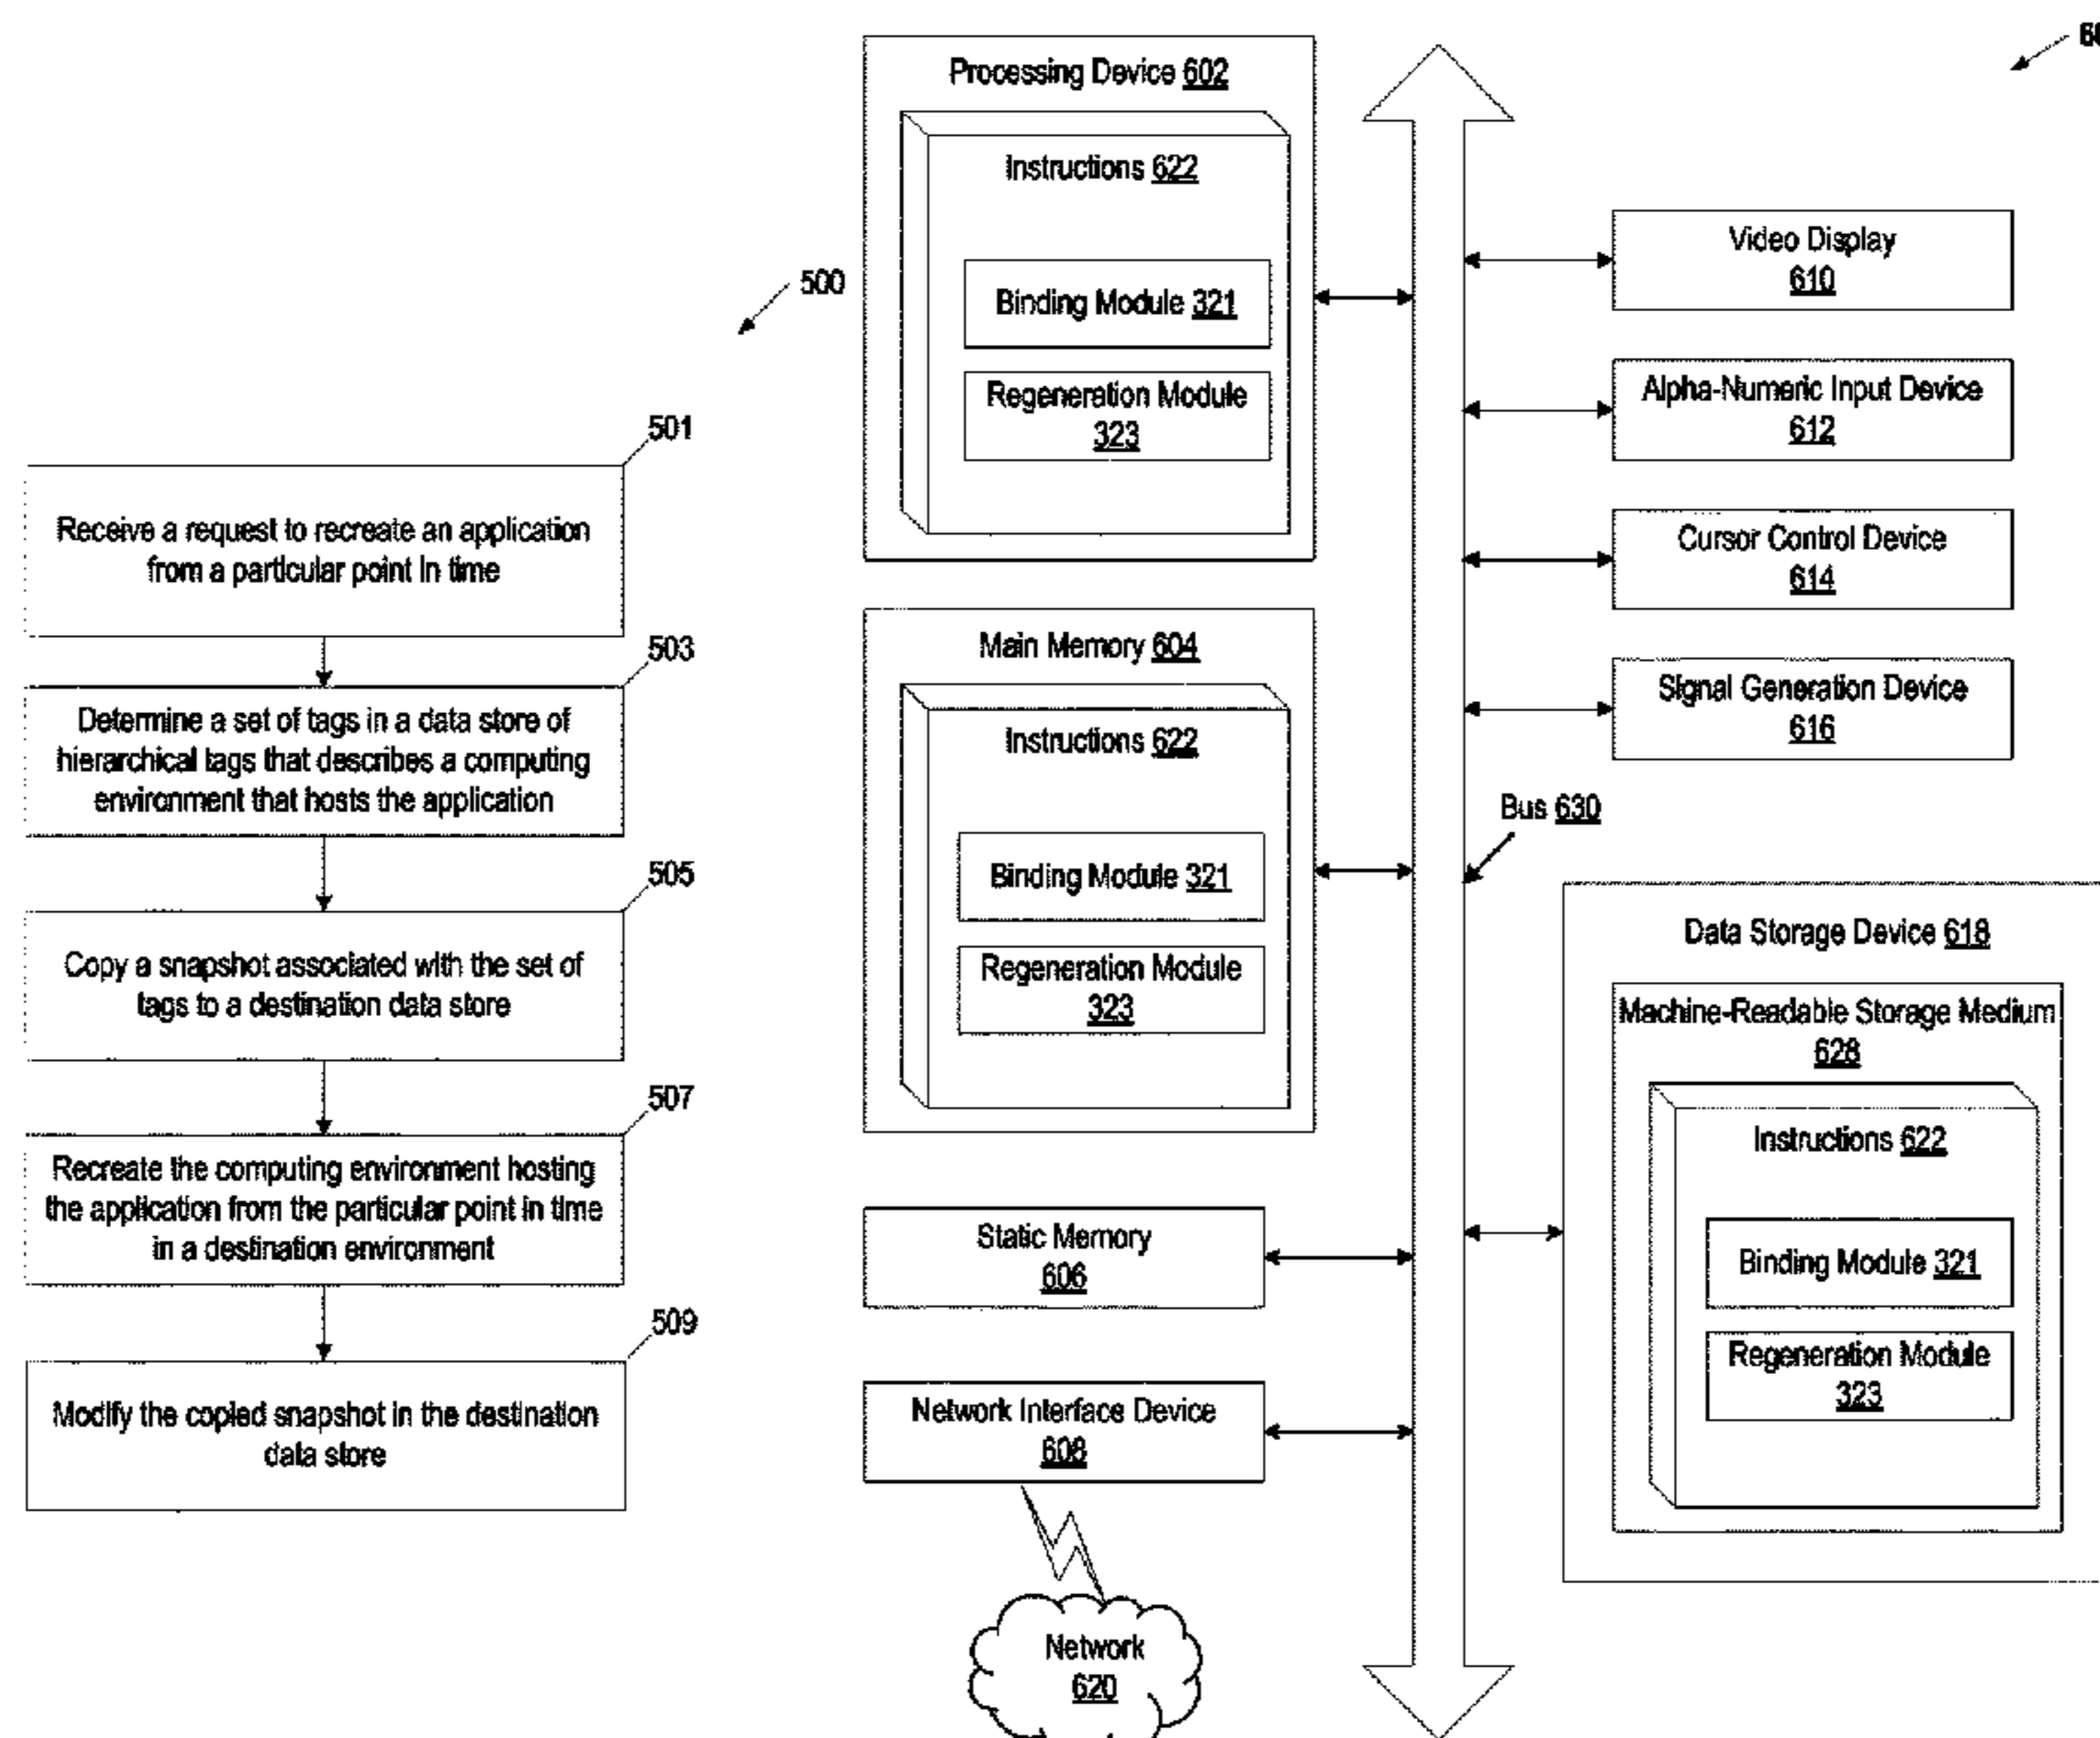 500
501
Receive a request to recreate an application
from a particular point in time
503
Determine a set of tags in a data store of
hierarchical tags that describes a computing
environment that hosts the application
505
Copy a snapshot associated with the set of
tags to a destination data store
507
Recreate the computing environment hosting
the application from the particular point in time
in a destination environment
509
Modify the copied snapshot in the destination
data store
Processing Device 602
Instructions 622
Binding Module 321
Regeneration Module
323
Main Memory 604
Instructions 622
Binding Module 321
Regeneration Module
323
Static Memory
606
Network Interface Device
608
Network
620
Video Display
610
Alpha-Numeric Input Device
612
Cursor Control Device
614
Signal Generation Device
616
Bus 630
Data Storage Device 618
Machine-Readable Storage Medium
628
Instructions 622
Binding Module 321
Regeneration Module
323